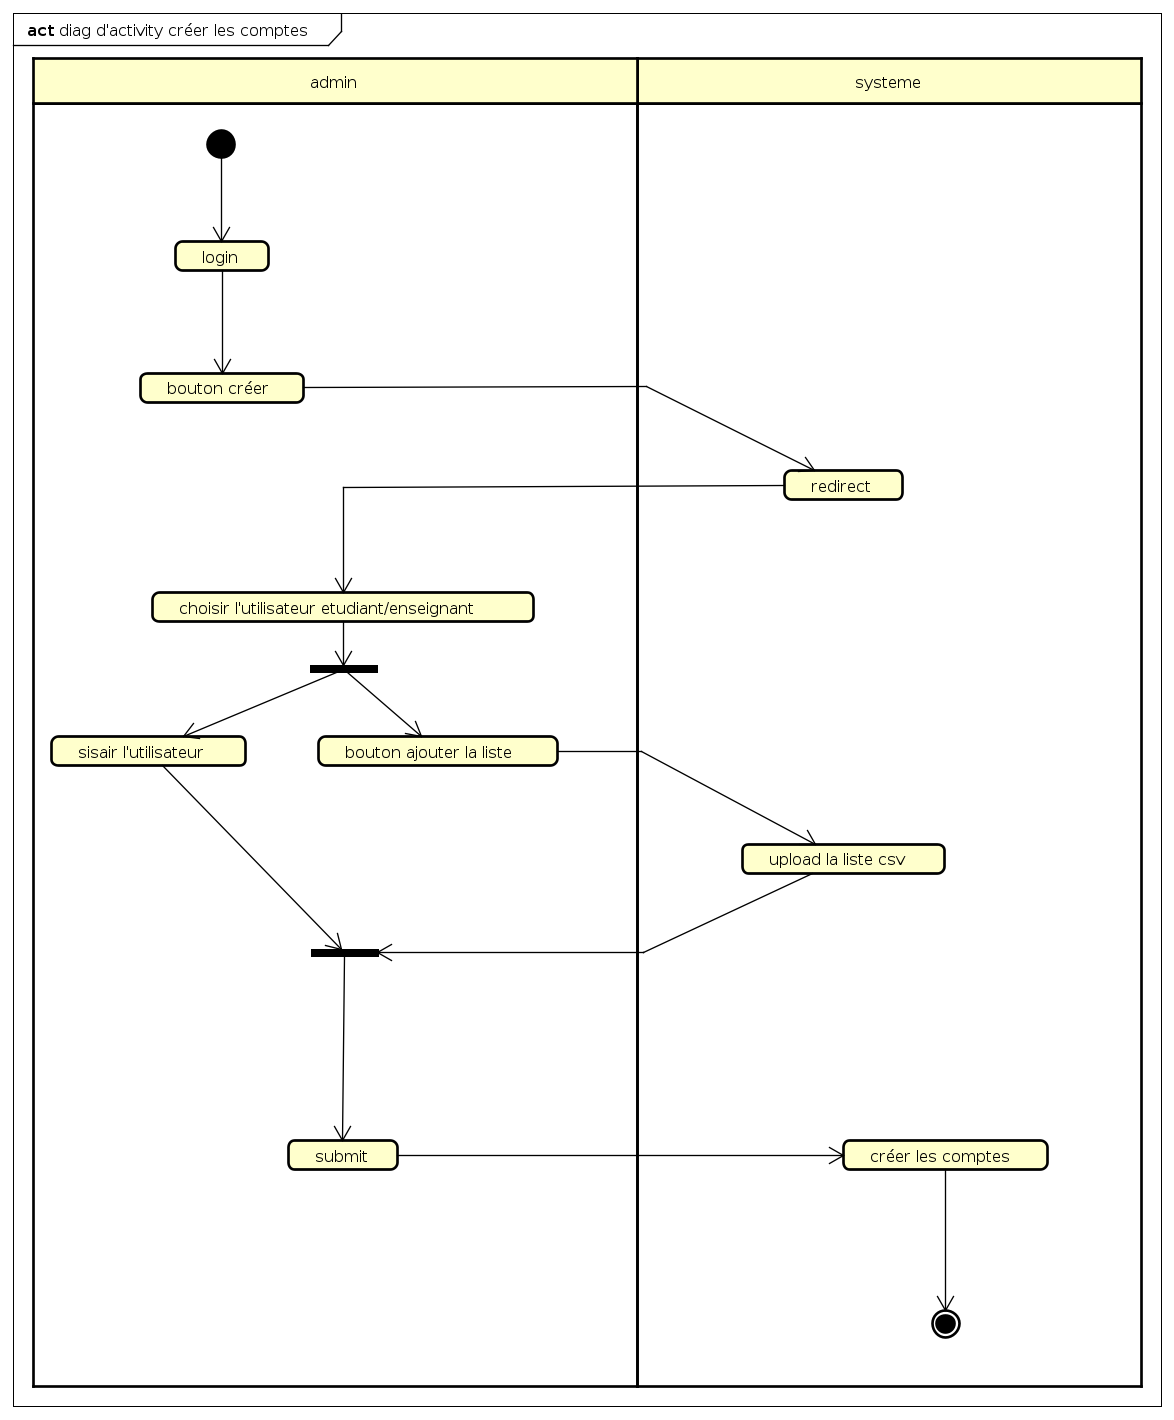 act diag d'activity créer les comptes
admin
systeme
login
bouton créer
redirect
choisir l'utilisateur etudiant/enseignant
sisair l'utilisateur
bouton ajouter la liste
upload la liste csv
submit
créer les comptes